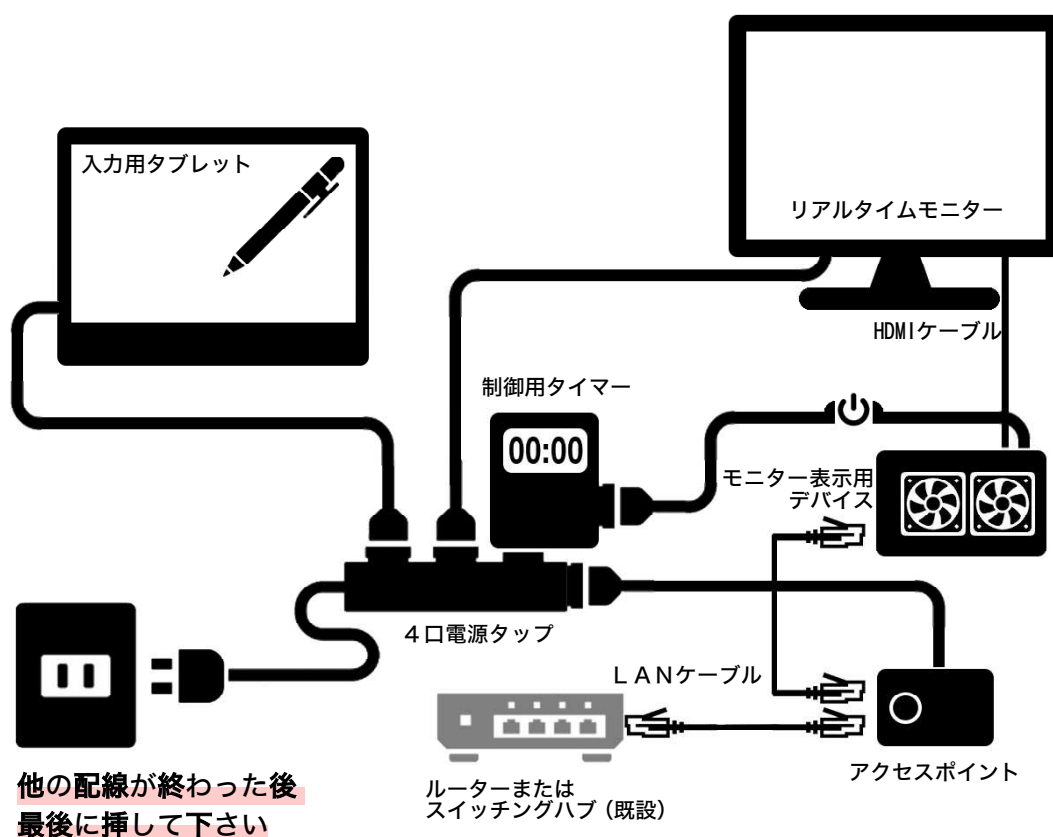 入力用タブレット
リアルタイムモニター
HDMIケーブル
制御用タイマー
00:00
モニター表示用
デバイス
4口電源タップ
LANケーブル
アクセスポイント
ルーターまたは
スイッチングハブ(既設)
他の配線が終わった後
最後に挿して下さい